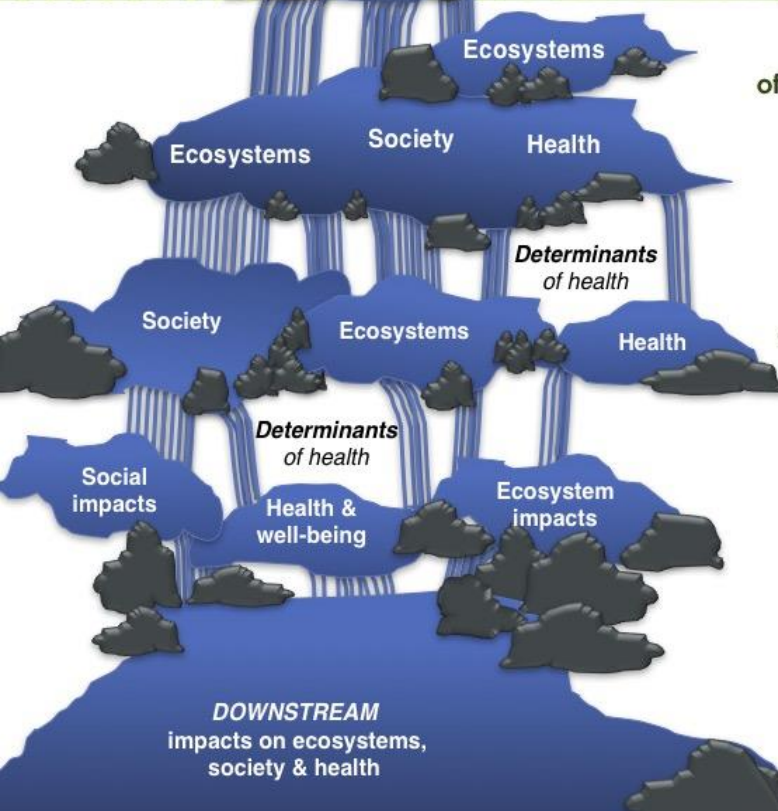 Ecosystems
of
Ecosystems
Society
Health
Determinants
of health
Society
Ecosystems
Health
Determinants
of health
Social
impacts
Health &
well-being
Ecosystem
impacts
DOWNSTREAM
impacts on ecosystems,
society & health